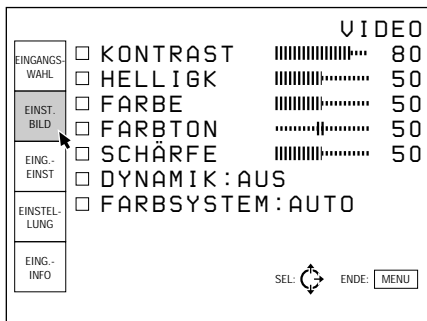 VIDEO
EINGANGS-
WAHL
EINST.
BILD
EING.-
EINST
EINSTEL-
LUNG
EING.-
INFO
KONTRAST 80
HELLIGK 50
FARBE 50
FARBTON 50
SCHÄRFE 50
DYNAMIK:AUS
FARBSYSTEM:AUTO
SEL: ENDE: MENU